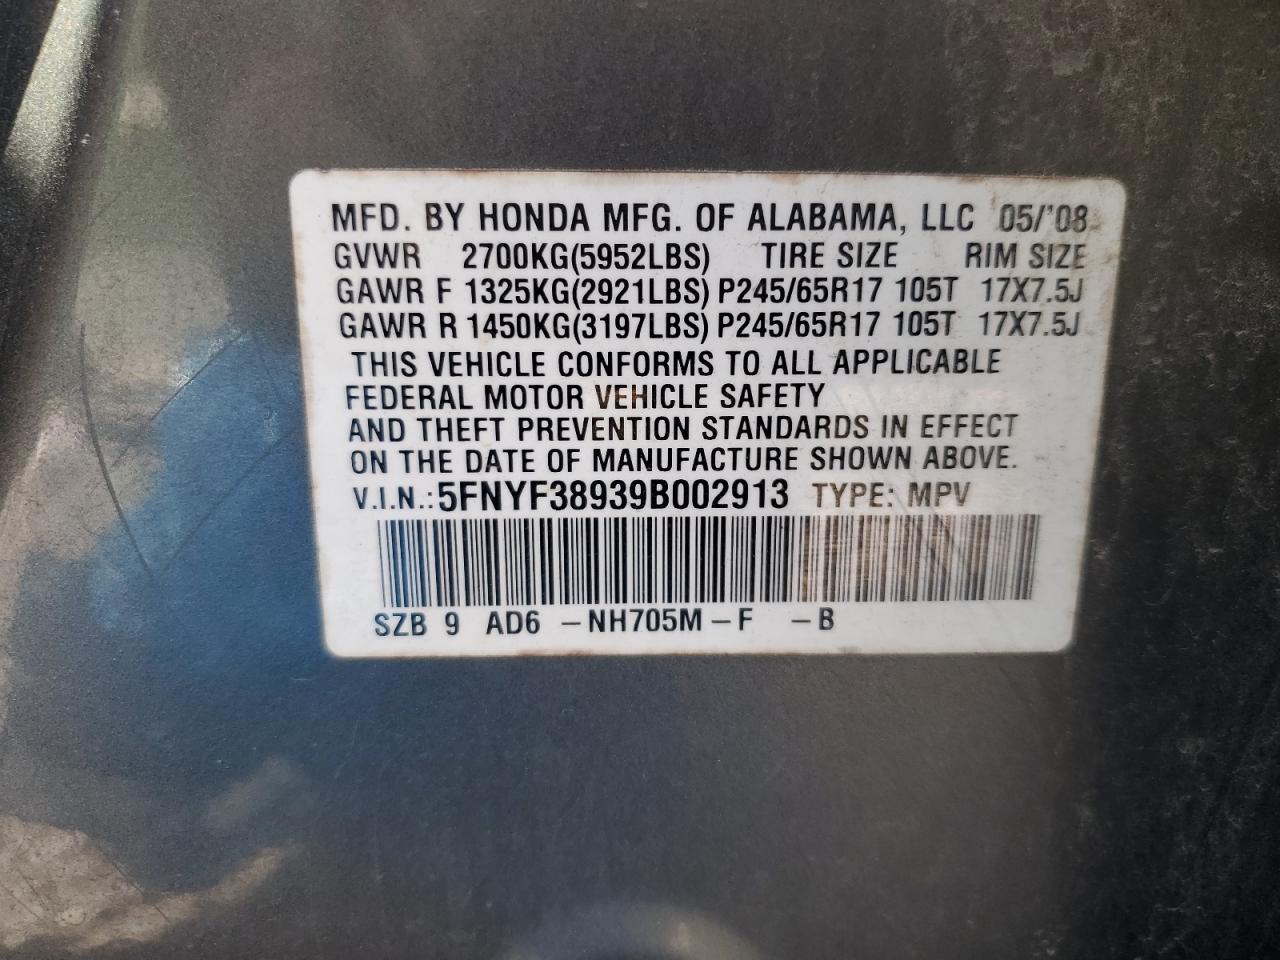 MFD. BY HONDA MFG. OF ALABAMA, LLC 05/'08
GVWR 2700KG(5952LBS) TIRE SIZE RIM SIZE
GAWR F 1325KG(2921LBS) P245/65R17 105T 17X7.5J
GAWR R 1450KG(3197LBS) P245/65R17 105T 17X7.5J
THIS VEHICLE CONFORMS TO ALL APPLICABLE
FEDERAL MOTOR VEHICLE SAFETY
AND THEFT PREVENTION STANDARDS IN EFFECT
ON THE DATE OF MANUFACTURE SHOWN ABOVE.
V.I.N.: 5FNYF38939B002913 TYPE: MPV
SZB 9 AD6 –NH705M–F –B